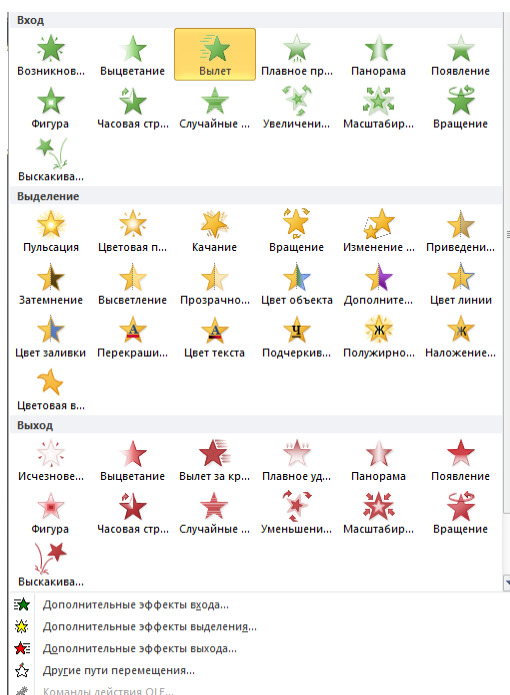 Вход
Возникнов... Выцветание Вылет Плавное пр... Панорама Появление
Фигура Часовая стр... Случайные ... Увеличени... Масштабир... Вращение
Выскакива...
Выделение
Пульсация Цветовая п... Качание Вращение Изменение ... Приведени...
Затемнение Высветление Прозрачно... Цвет объекта Дополните... Цвет линии
Цвет заливки Перекраши... Цвет текста Подчеркив... Полужирно... Наложение...
Цветовая в...
Выход
Исчезнове... Выцветание Вылет за кр... Плавное уд... Панорама Появление
Фигура Часовая стр... Случайные ... Уменьшени... Масштабир... Вращение
Выскакива...
Дополнительные эффекты входа...
Дополнительные эффекты выделения...
Дополнительные эффекты выхода...
Другие пути перемещения...
Команды действия OLE...